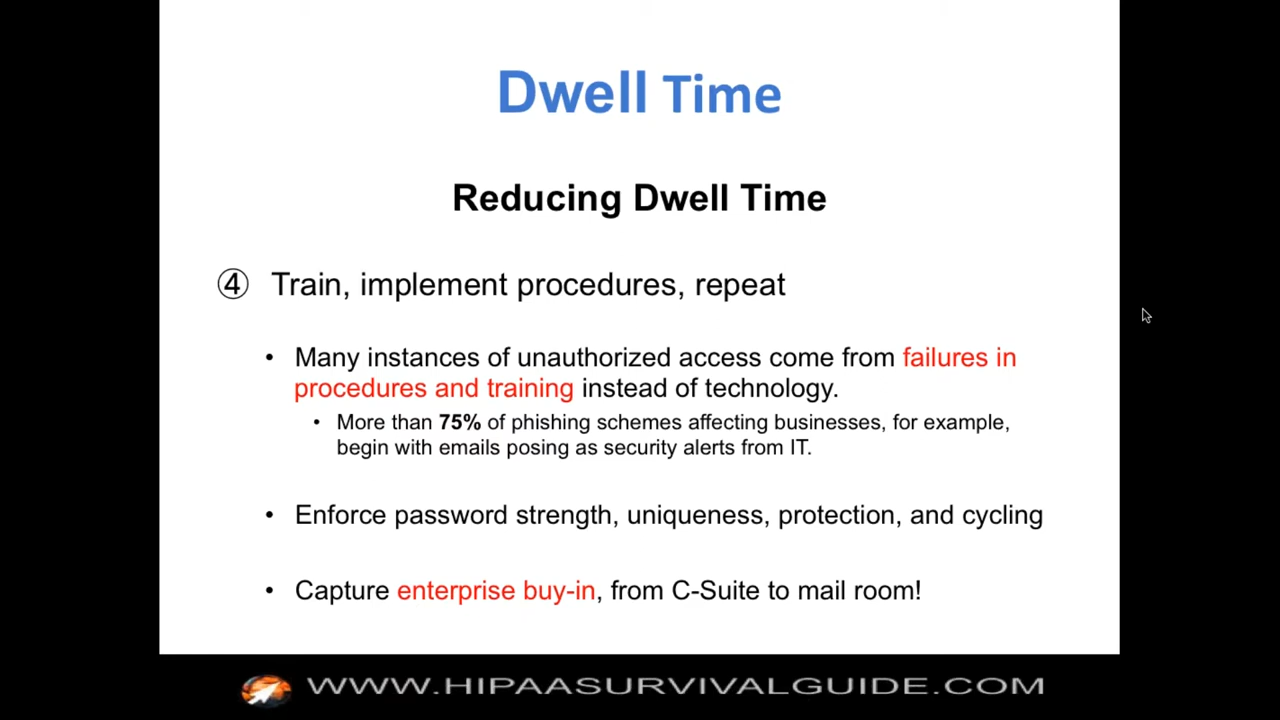 Dwell Time
Reducing Dwell Time
④ Train, implement procedures, repeat
• Many instances of unauthorized access come from failures in
procedures and training instead of technology.
• More than 75% of phishing schemes affecting businesses, for example,
begin with emails posing as security alerts from IT.
• Enforce password strength, uniqueness, protection, and cycling
• Capture enterprise buy-in, from C-Suite to mail room!
WWW.HIPAASURVIVALGUIDE.COM